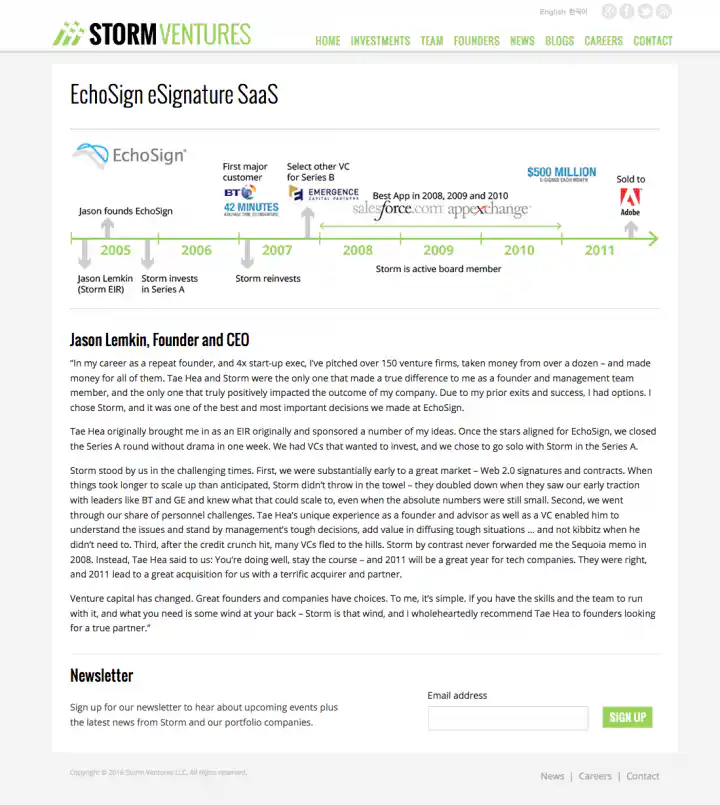 English 한국어
STORM VENTURES
HOME INVESTMENTS TEAM FOUNDERS NEWS BLOGS CAREERS CONTACT
EchoSign eSignature SaaS
EchoSign
First major
customer
BT
42 MINUTES
Select other VC
for Series B
EMERGENCE
CAPITAL PARTNERS
Best App in 2008, 2009 and 2010
salesforce.com appexchange
$500 MILLION
E-SIGNED EACH MONTH
Sold to
Adobe
Jason founds EchoSign
2005 2006 2007 2008 2009 2010 2011
Jason Lemkin
(Storm EIR)
Storm invests
in Series A
Storm reinvests
Storm is active board member
Jason Lemkin, Founder and CEO
“In my career as a repeat founder, and 4x start-up exec, I’ve pitched over 150 venture firms, taken money from over a dozen – and made
money for all of them. Tae Hea and Storm were the only one that made a true difference to me as a founder and management team
member, and the only one that truly positively impacted the outcome of my company. Due to my prior exits and success, I had options. I
chose Storm, and it was one of the best and most important decisions we made at EchoSign.
Tae Hea originally brought me in as an EIR originally and sponsored a number of my ideas. Once the stars aligned for EchoSign, we closed
the Series A round without drama in one week. We had VCs that wanted to invest, and we chose to go solo with Storm in the Series A.
Storm stood by us in the challenging times. First, we were substantially early to a great market – Web 2.0 signatures and contracts. When
things took longer to scale up than anticipated, Storm didn’t throw in the towel – they doubled down when they saw our early traction
with leaders like BT and GE and knew what that could scale to, even when the absolute numbers were still small. Second, we went
through our share of personnel challenges. Tae Hea’s unique experience as a founder and advisor as well as a VC enabled him to
understand the issues and stand by management’s tough decisions, add value in diffusing tough situations … and not kibbitz when he
didn’t need to. Third, after the credit crunch hit, many VCs fled to the hills. Storm by contrast never forwarded me the Sequoia memo in
2008. Instead, Tae Hea said to us: You’re doing well, stay the course – and 2011 will be a great year for tech companies. They were right,
and 2011 lead to a great acquisition for us with a terrific acquirer and partner.
Venture capital has changed. Great founders and companies have choices. To me, it’s simple. If you have the skills and the team to run
with it, and what you need is some wind at your back – Storm is that wind, and I wholeheartedly recommend Tae Hea to founders looking
for a true partner.”
Newsletter
Sign up for our newsletter to hear about upcoming events plus
the latest news from Storm and our portfolio companies.
Email address
SIGN UP
Copyright © 2016 Storm Ventures LLC. All rights reserved.
News | Careers | Contact